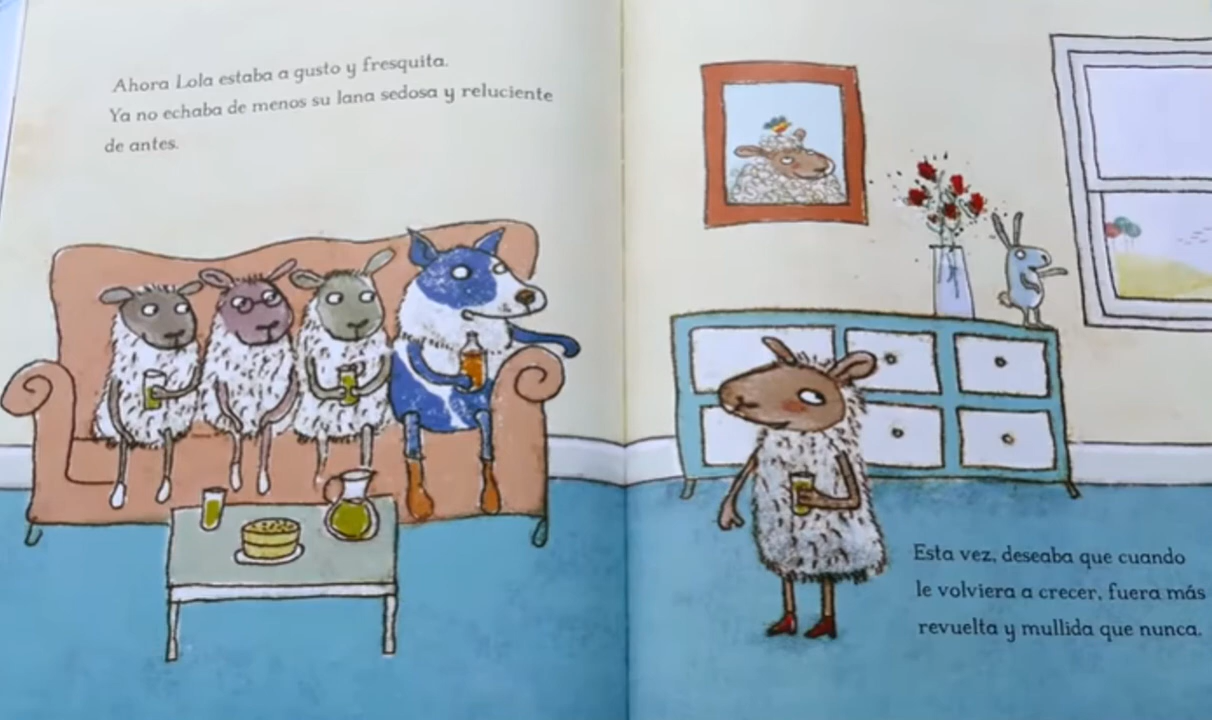 Ahora Lola estaba a gusto y fresquita.
Ya no echaba de menos su lana sedosa y reluciente
de antes.
Esta vez, deseaba que cuando
le volviera a crecer, fuera más
revuelta y mullida que nunca.